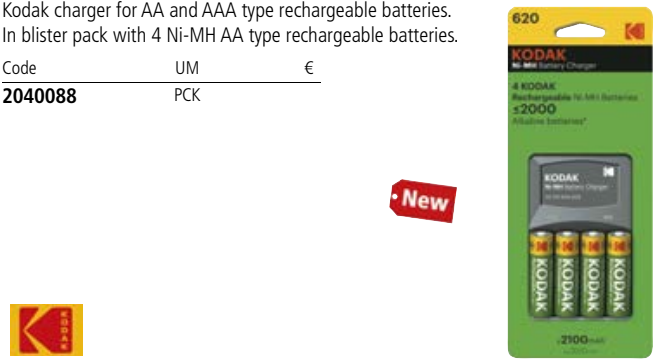 Kodak charger for AA and AAA type rechargeable batteries.
In blister pack with 4 Ni-MH AA type rechargeable batteries.
Code UM €
2040088 PCK
New
KODAK
620
KODAK
Ni-MH Battery Charger
4 KODAK
Rechargeable Ni-MH Batteries
≤2000
Alkaline batteries*
KODAK
Ni-MH Battery Charger
KODAK
KODAK
KODAK
KODAK
2100